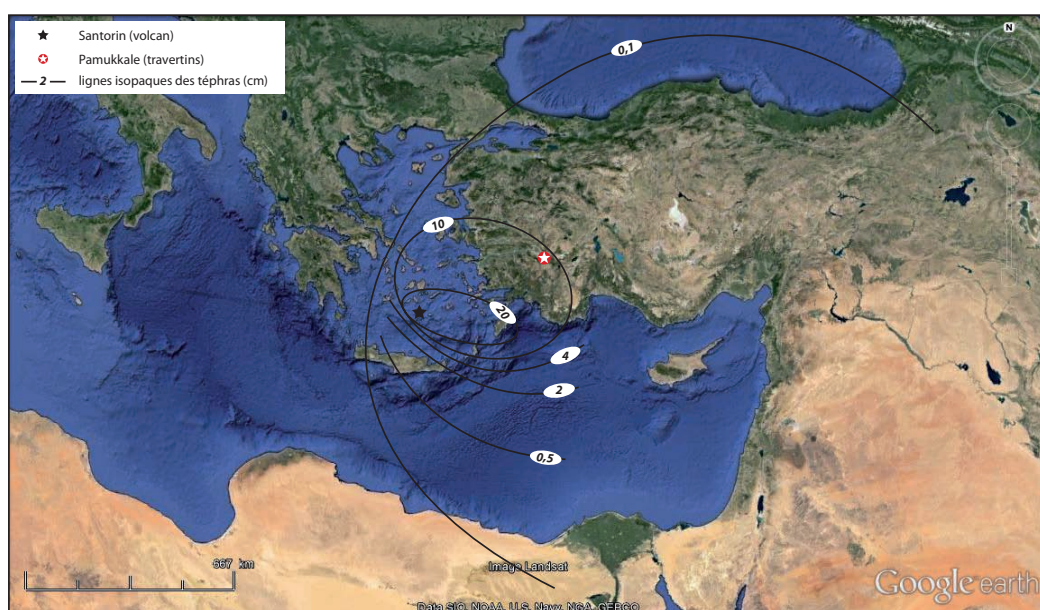 Santorin (volcan)
Pamukkale (travertins)
2 lignes isopaques des téphras (cm)
N
0,1
10
20
4
2
0,5
667 km
Image Landsat
Google earth
Data SIO, NOAA, U.S. Navy, NGA, GEBCO